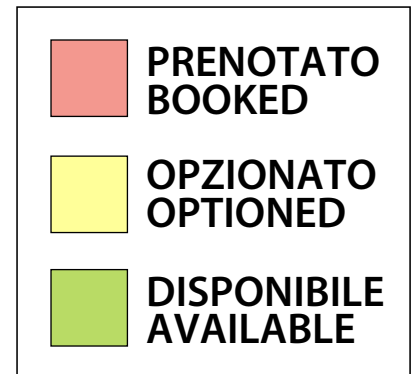 PRENOTATO
BOOKED
OPZIONATO
OPTIONED
DISPONIBILE
AVAILABLE